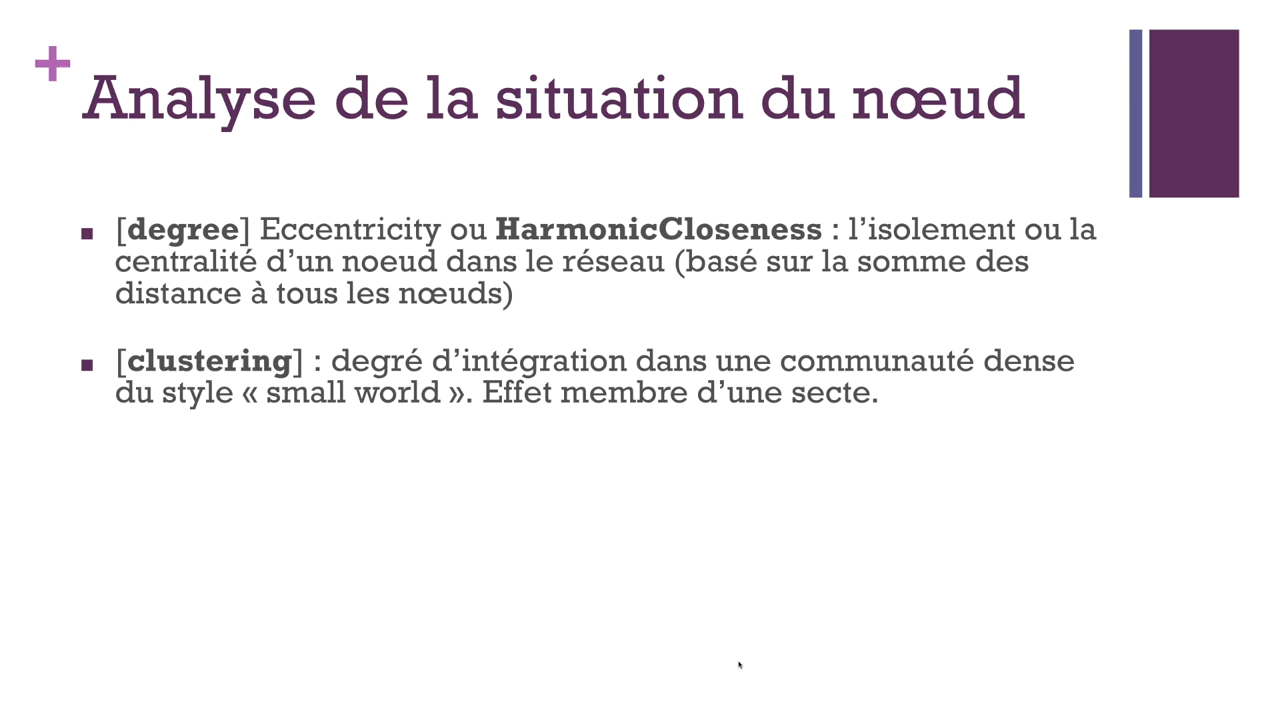 +
Analyse de la situation du nœud
[degree] Eccentricity ou HarmonicCloseness : l’isolement ou la
centralité d’un noeud dans le réseau (basé sur la somme des
distance à tous les nœuds)
[clustering] : degré d’intégration dans une communauté dense
du style « small world ». Effet membre d’une secte.